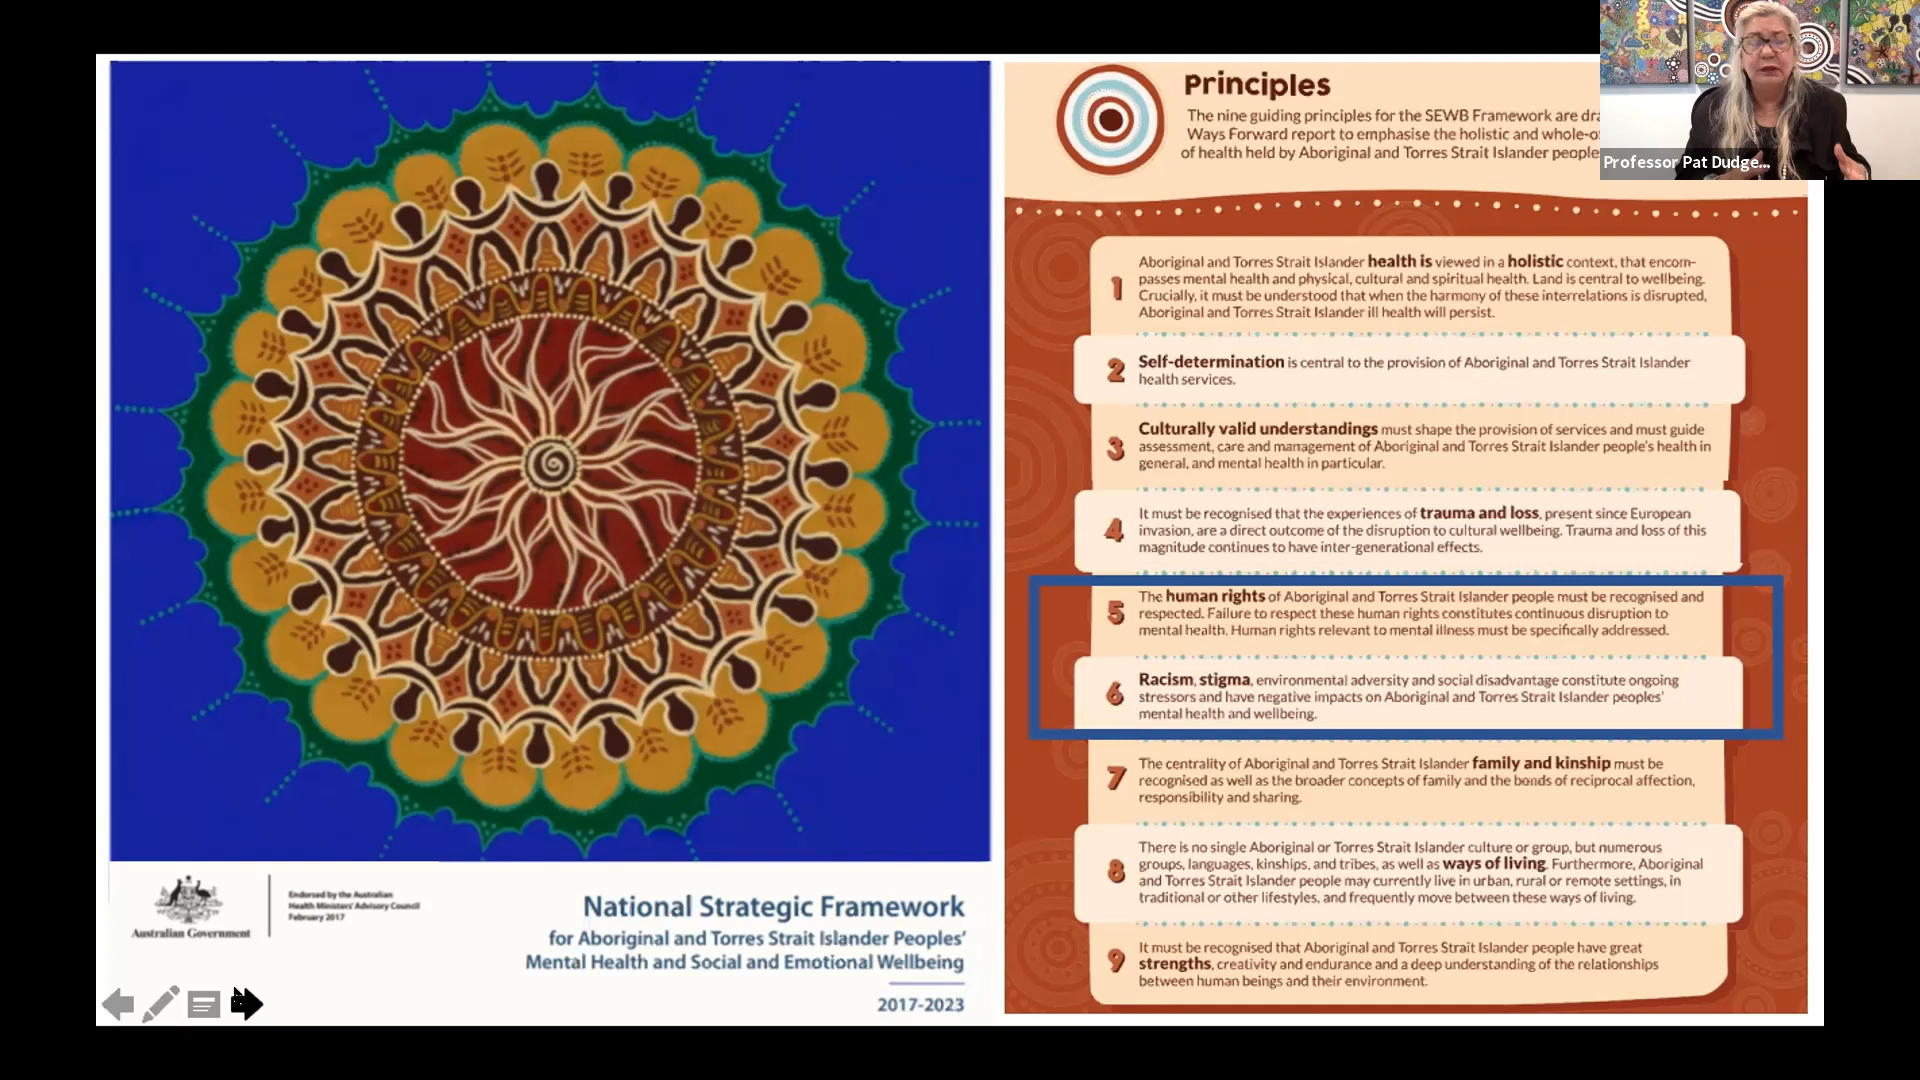 Principles
The nine guiding principles for the SEWB Framework are
Ways Forward report to emphasise the holistic and
of health held by Aboriginal and Torres Strait Islander people
Professor Pat Dudge...
1
Aboriginal and Torres Strait Islander health is viewed in a holistic context, that encom-
passes mental health and physical, cultural and spiritual health. Land is central to wellbeing.
Crucially, it must be understood that when the harmony of these interrelations is disrupted,
Aboriginal and Torres Strait Islander ill health will persist.
2
Self-determination is central to the provision of Aboriginal and Torres Strait Islander
health services.
3
Culturally valid understandings must shape the provision of services and must guide
assessment, care and management of Aboriginal and Torres Strait Islander people's health in
general, and mental health in particular.
4
It must be recognised that the experiences of trauma and loss, present since European
invasion, are a direct outcome of the disruption to cultural wellbeing. Trauma and loss of this
magnitude continues to have inter-generational effects.
5
The human rights of Aboriginal and Torres Strait Islander people must be recognised and
respected. Failure to respect these human rights constitutes continuous disruption to
mental health. Human rights relevant to mental illness must be specifically addressed.
6
Racism, stigma, environmental adversity and social disadvantage constitute ongoing
stressors and have negative impacts on Aboriginal and Torres Strait Islander peoples'
mental health and wellbeing.
7
The centrality of Aboriginal and Torres Strait Islander family and kinship must be
recognised as well as the broader concepts of family and the bonds of reciprocal affection,
responsibility and sharing.
8
There is no single Aboriginal or Torres Strait Islander culture or group, but numerous
groups, languages, kinships, and tribes, as well as ways of living. Furthermore, Aboriginal
and Torres Strait Islander people may currently live in urban, rural or remote settings, in
traditional or other lifestyles, and frequently move between these ways of living.
9
It must be recognised that Aboriginal and Torres Strait Islander people have great
strengths, creativity and endurance and a deep understanding of the relationships
between human beings and their environment.
Australian Government
Endorsed by the Australian
Health Ministers' Advisory Council
February 2017
National Strategic Framework
for Aboriginal and Torres Strait Islander Peoples'
Mental Health and Social and Emotional Wellbeing
2017-2023